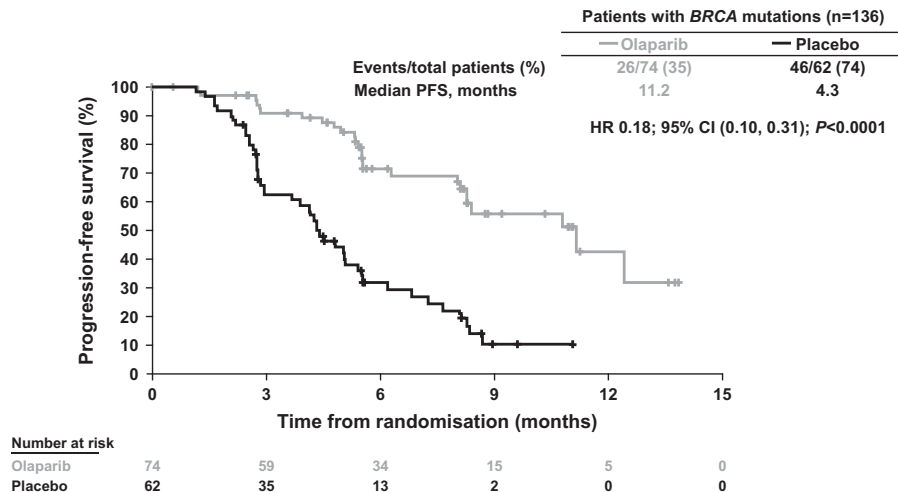 Patients with BRCA mutations (n=136)
Olaparib Placebo
Events/total patients (%) 26/74 (35) 46/62 (74)
Median PFS, months 11.2 4.3
HR 0.18; 95% CI (0.10, 0.31); P<0.0001
Progression-free survival (%)
100
90
80
70
60
50
40
30
20
10
0
0 3 6 9 12 15
Time from randomisation (months)
Number at risk
Olaparib 74 59 34 15 5 0
Placebo 62 35 13 2 0 0